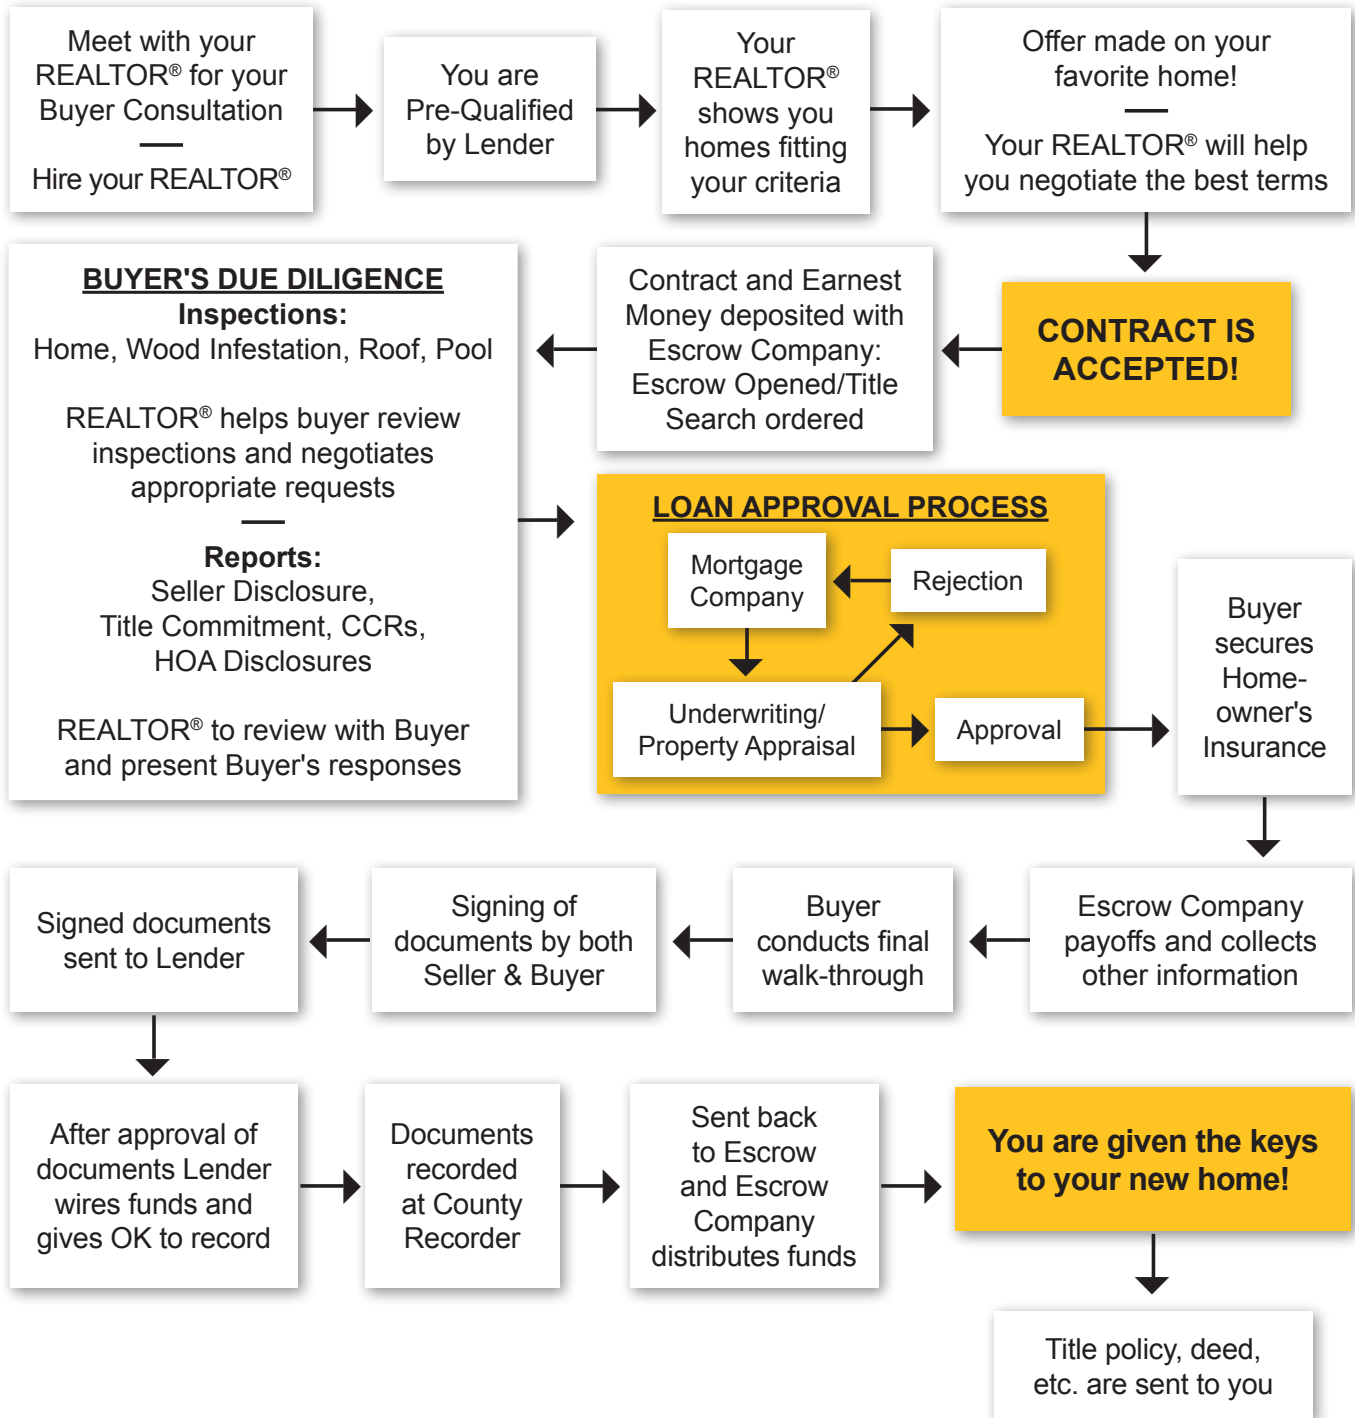 Meet with your
REALTOR® for your
Buyer Consultation
Hire your REALTOR®
You are
Pre-Qualified
by Lender
Your
REALTOR®
shows you
homes fitting
your criteria
Offer made on your
favorite home!
Your REALTOR® will help
you negotiate the best terms
CONTRACT IS
ACCEPTED!
Contract and Earnest
Money deposited with
Escrow Company:
Escrow Opened/Title
Search ordered
BUYER'S DUE DILIGENCE
Inspections:
Home, Wood Infestation, Roof, Pool
REALTOR® helps buyer review
inspections and negotiates
appropriate requests
Reports:
Seller Disclosure,
Title Commitment, CCRs,
HOA Disclosures
REALTOR® to review with Buyer
and present Buyer's responses
LOAN APPROVAL PROCESS
Mortgage
Company
Rejection
Underwriting/
Property Appraisal
Approval
Buyer
secures
Home-
owner's
Insurance
Escrow Company
payoffs and collects
other information
Buyer
conducts final
walk-through
Signing of
documents by both
Seller & Buyer
Signed documents
sent to Lender
After approval of
documents Lender
wires funds and
gives OK to record
Documents
recorded
at County
Recorder
Sent back
to Escrow
and Escrow
Company
distributes funds
You are given the keys
to your new home!
Title policy, deed,
etc. are sent to you